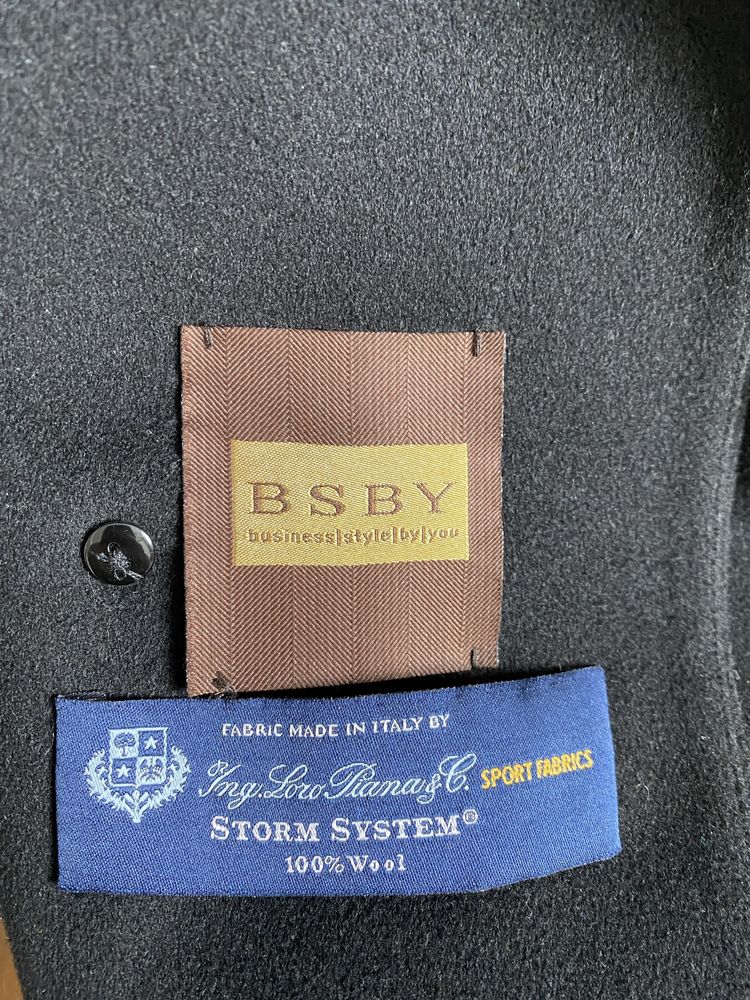 BSBY
business|style|by|you
FABRIC MADE IN ITALY BY
Ing. Loro Piana & C. SPORT FABRICS
STORM SYSTEM®
100% Wool